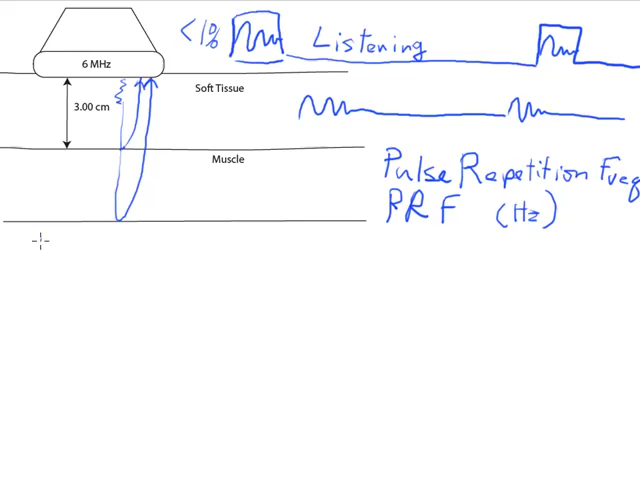 <1% Listening
6 MHz
Soft Tissue
3.00 cm
Muscle
Pulse Repetition Freq
PRF (Hz)